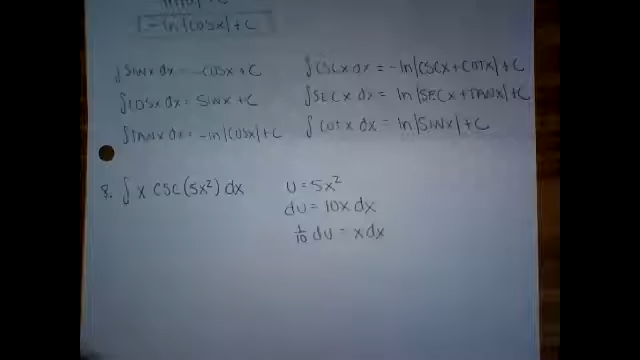 -ln|cosx| + C
∫sinx dx = -cosx + C
∫cosx dx = sinx + C
∫tanx dx = -ln|cosx| + C
∫cscx dx = -ln|cscx + cotx| + C
∫secx dx = ln|secx + tanx| + C
∫cotx dx = ln|sinx| + C
8. ∫x csc(5x²) dx
u = 5x²
du = 10x dx
1/10 du = x dx